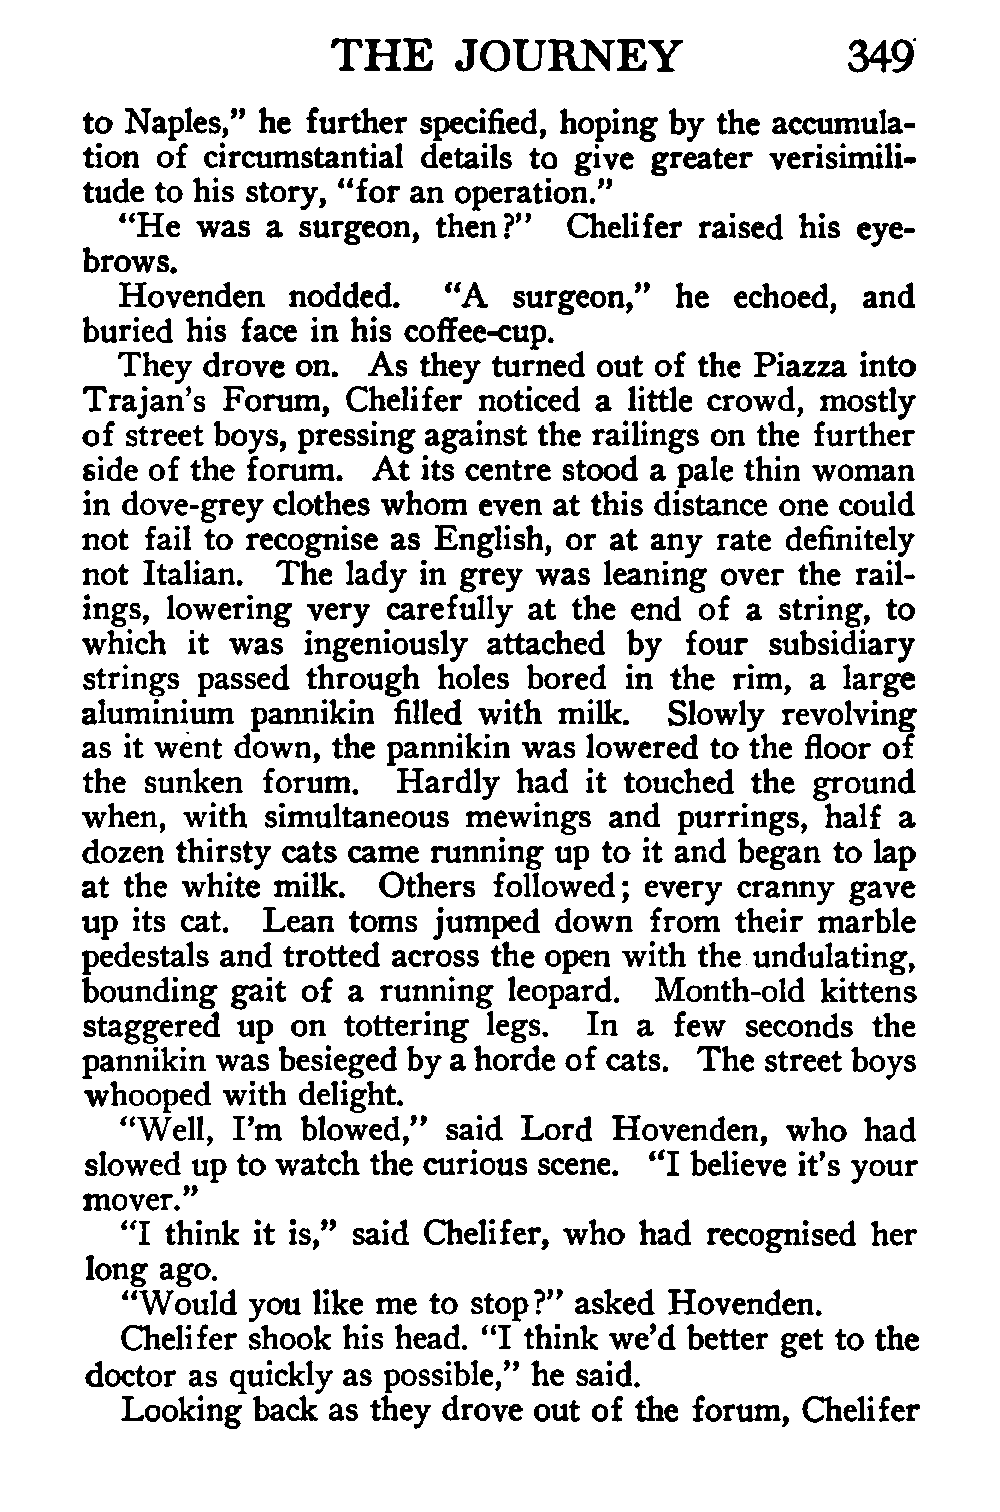 THE JOURNEY 349
to Naples,” he further specified, hoping by the accumula-
tion of circumstantial details to give greater verisimili-
tude to his story, “for an operation.”
“He was a surgeon, then?” Chelifer raised his eye-
brows.
Hovenden nodded. “A surgeon,” he echoed, and
buried his face in his coffee-cup.
They drove on. As they turned out of the Piazza into
Trajan’s Forum, Chelifer noticed a little crowd, mostly
of street boys, pressing against the railings on the further
side of the forum. At its centre stood a pale thin woman
in dove-grey clothes whom even at this distance one could
not fail to recognise as English, or at any rate definitely
not Italian. The lady in grey was leaning over the rail-
ings, lowering very carefully at the end of a string, to
which it was ingeniously attached by four subsidiary
strings passed through holes bored in the rim, a large
aluminium pannikin filled with milk. Slowly revolving
as it went down, the pannikin was lowered to the floor of
the sunken forum. Hardly had it touched the ground
when, with simultaneous mewings and purrings, half a
dozen thirsty cats came running up to it and began to lap
at the white milk. Others followed; every cranny gave
up its cat. Lean toms jumped down from their marble
pedestals and trotted across the open with the undulating,
bounding gait of a running leopard. Month-old kittens
staggered up on tottering legs. In a few seconds the
pannikin was besieged by a horde of cats. The street boys
whooped with delight.
“Well, I’m blowed,” said Lord Hovenden, who had
slowed up to watch the curious scene. “I believe it’s your
mover.”
“I think it is,” said Chelifer, who had recognised her
long ago.
“Would you like me to stop?” asked Hovenden.
Chelifer shook his head. “I think we’d better get to the
doctor as quickly as possible,” he said.
Looking back as they drove out of the forum, Chelifer